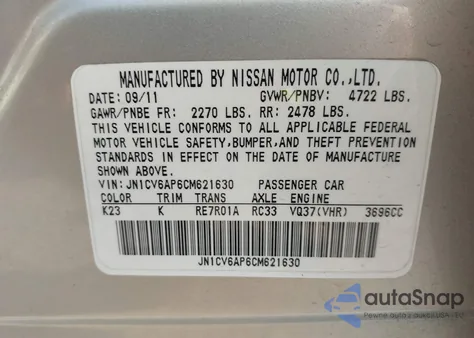 MANUFACTURED BY NISSAN MOTOR CO.,LTD.
DATE: 09/11 GVWR/PNBV: 4722 LBS.
GAWR/PNBE FR: 2270 LBS. RR: 2478 LBS.
THIS VEHICLE CONFORMS TO ALL APPLICABLE FEDERAL
MOTOR VEHICLE SAFETY,BUMPER,AND THEFT PREVENTION
STANDARDS IN EFFECT ON THE DATE OF MANUFACTURE
SHOWN ABOVE.
VIN: JN1CV6AP6CM621630 PASSENGER CAR
COLOR TRIM TRANS AXLE ENGINE
K23 K RE7R01A RC33 VQ37(VHR) 3696CC
JN1CV6AP6CM621630
autoSnap
Pewne auto z USA